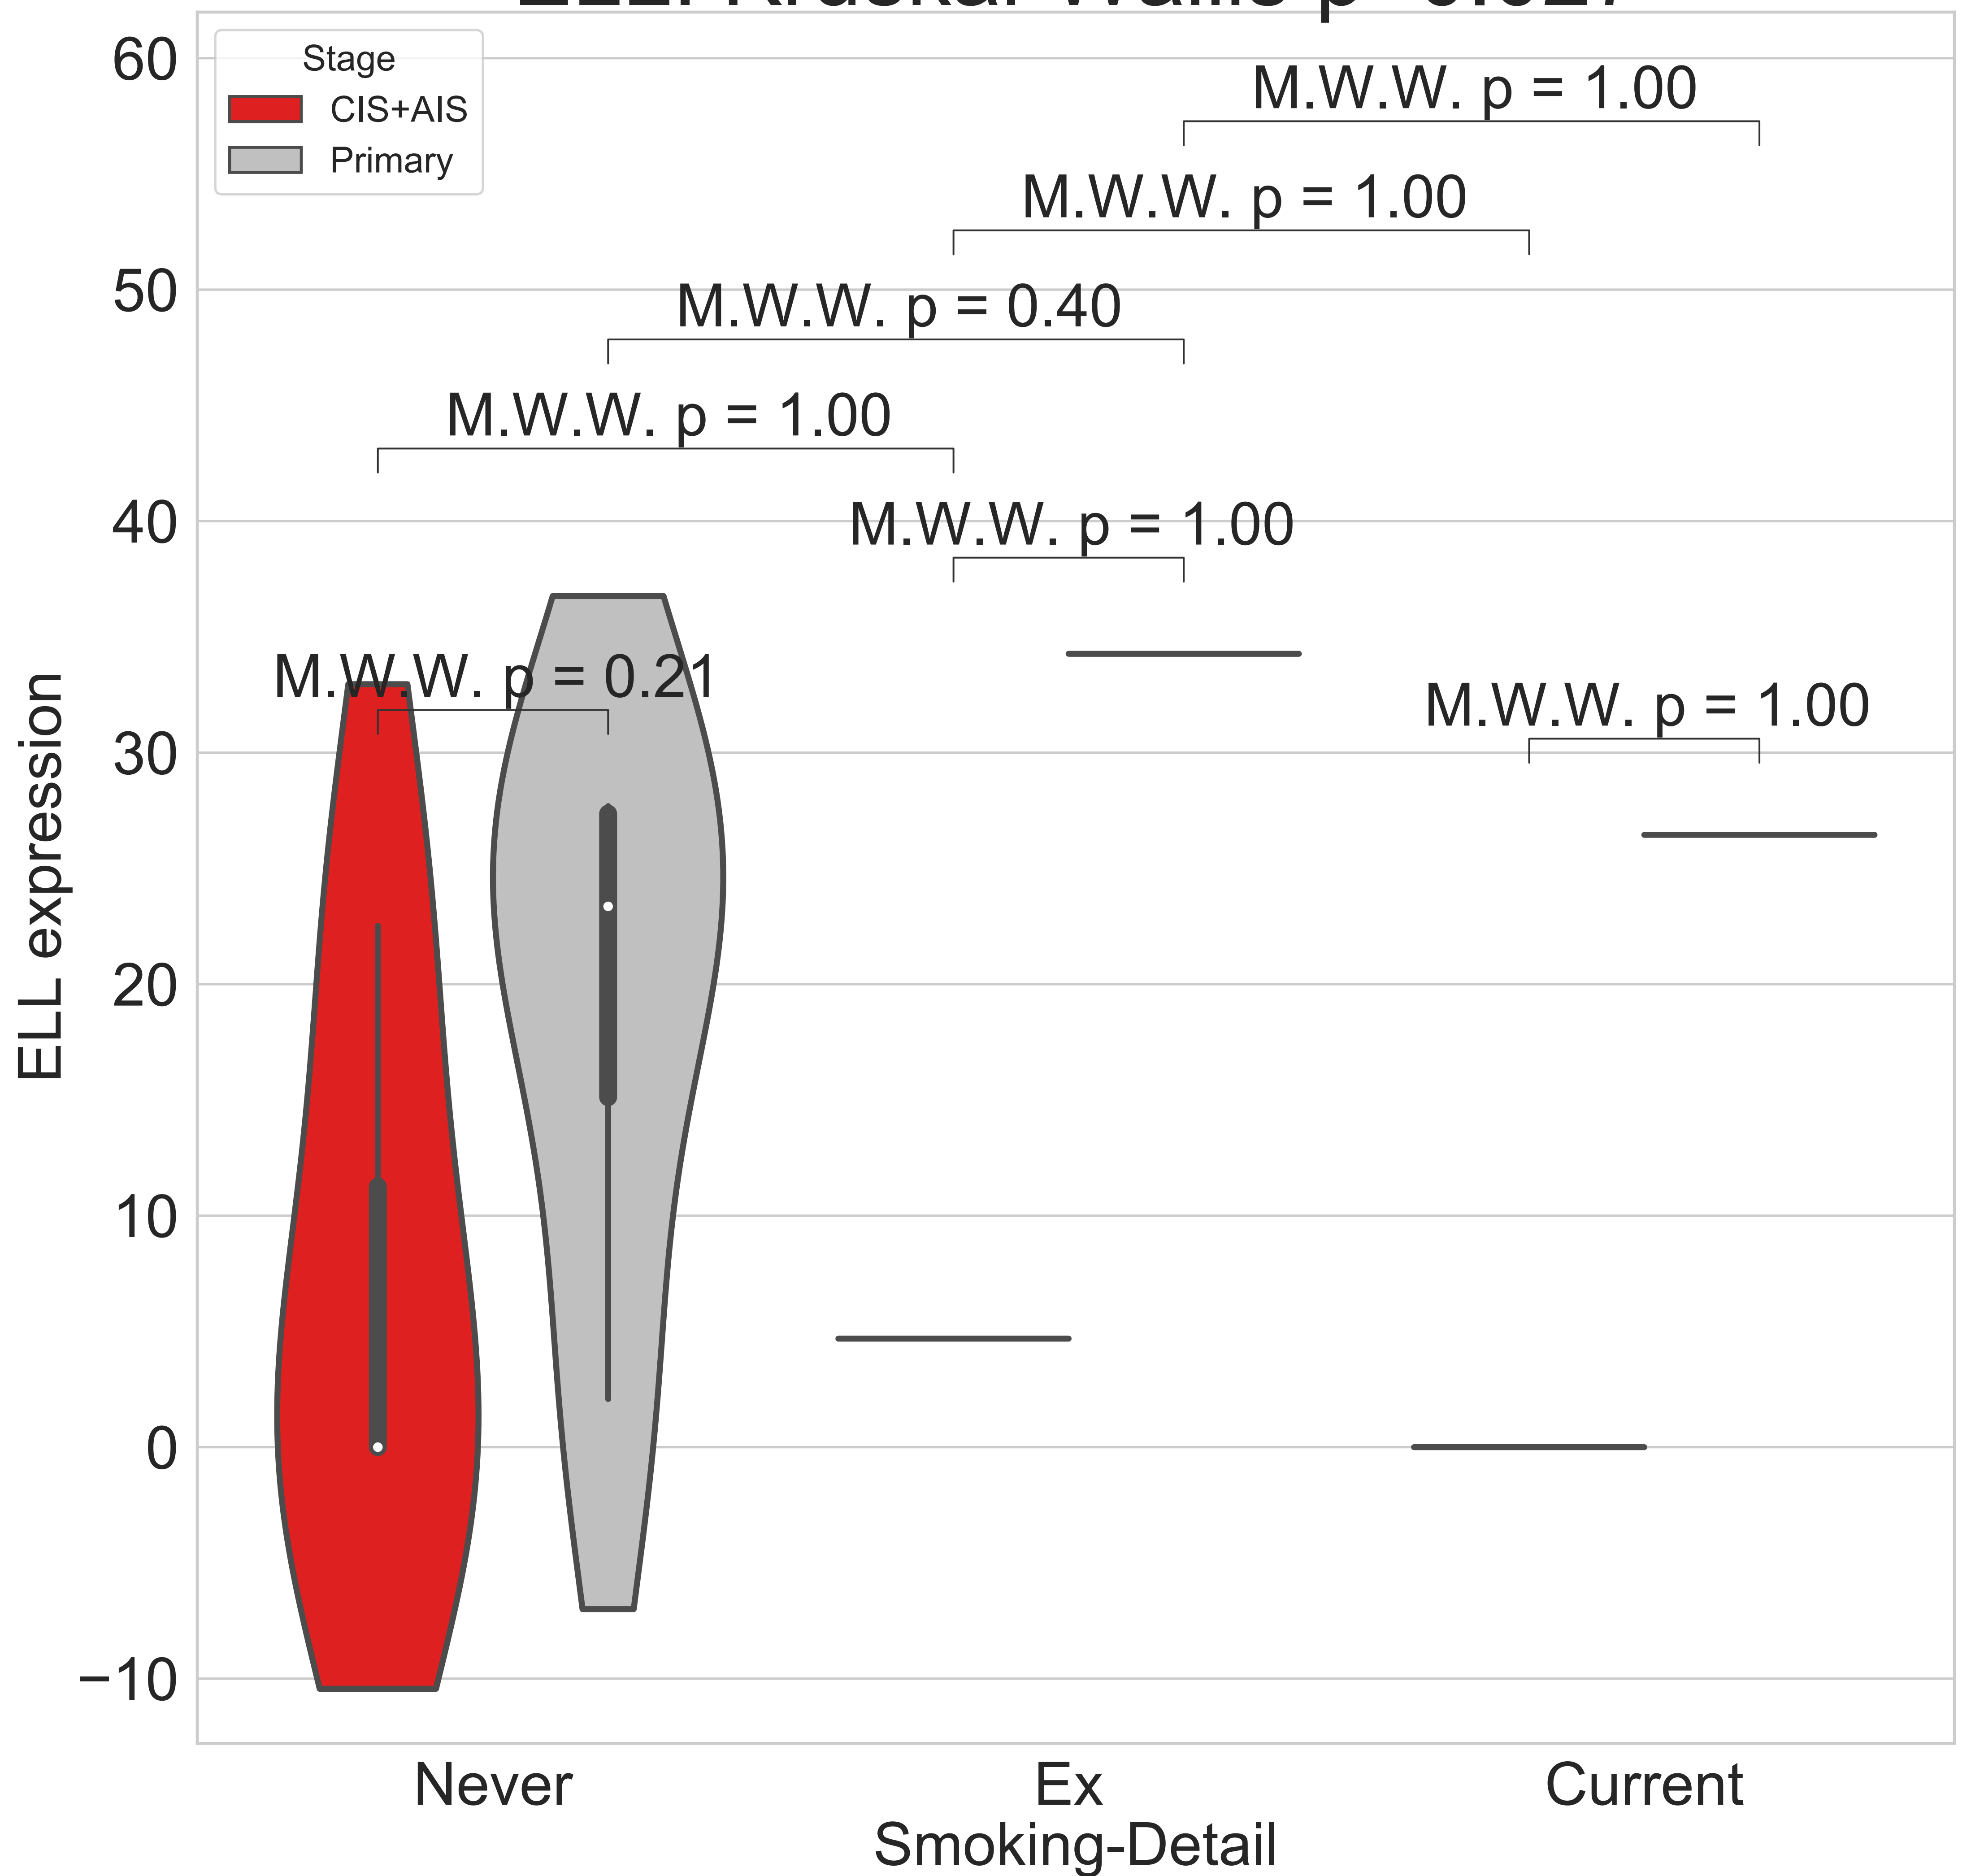 60
50
40
30
20
10
0
−10
ELL expression
Stage
CIS+AIS
Primary
M.W.W. p = 1.00
M.W.W. p = 1.00
M.W.W. p = 0.40
M.W.W. p = 1.00
M.W.W. p = 1.00
M.W.W. p = 0.21
M.W.W. p = 1.00
Never
Ex
Current
Smoking-Detail